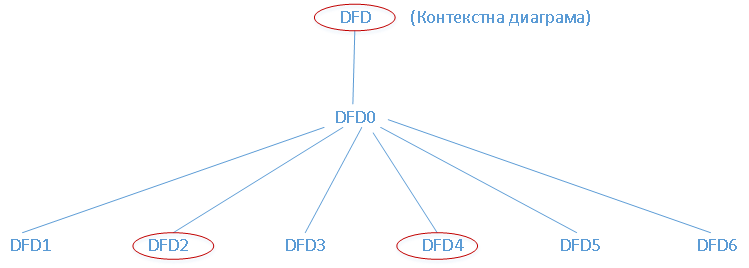 DFD (Контекстна диаграма)
DFD0
DFD1 DFD2 DFD3 DFD4 DFD5 DFD6